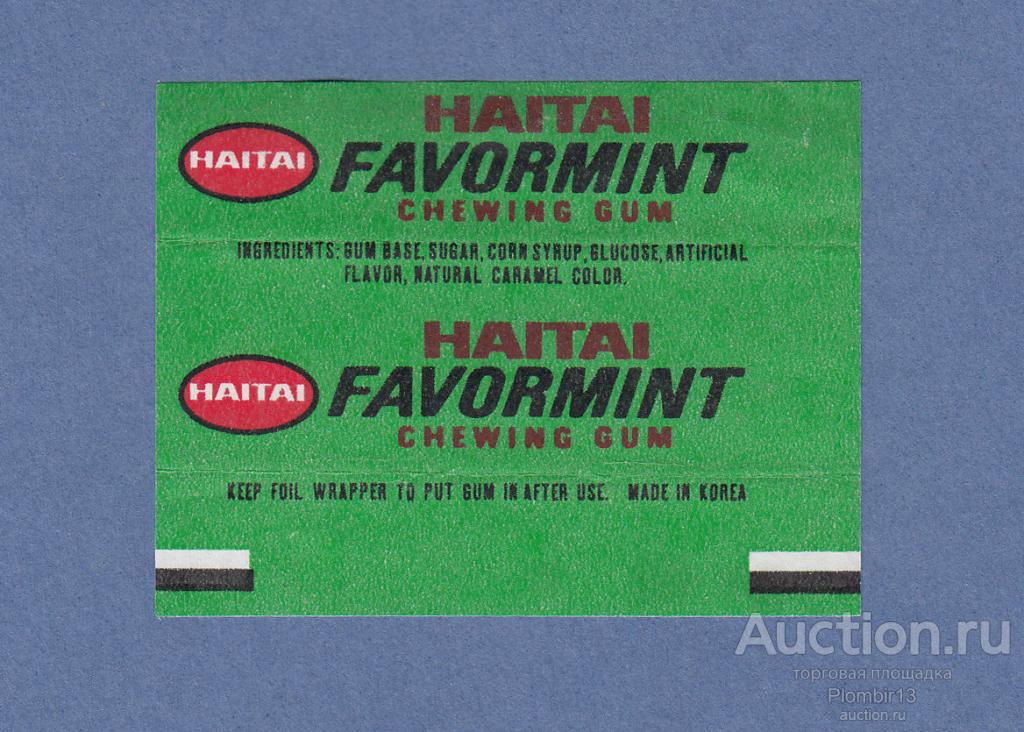 HAITAI
HAITAI
FAVORMINT
CHEWING GUM
INGREDIENTS: GUM BASE, SUGAR, CORN SYRUP, GLUCOSE, ARTIFICIAL
FLAVOR, NATURAL CARAMEL COLOR.
HAITAI
HAITAI
FAVORMINT
CHEWING GUM
KEEP FOIL WRAPPER TO PUT GUM IN AFTER USE. MADE IN KOREA
Auction.ru
торговая площадка
Plombir13
auction.ru